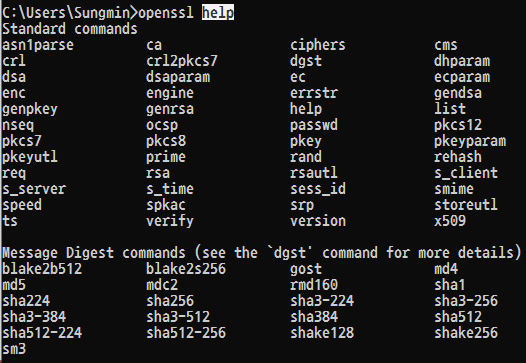 C:\Users\Sungmin>openssl help
Standard commands
asn1parse ca ciphers cms
crl crl2pkcs7 dgst dhparam
dsa dsaparam ec ecparam
enc engine errstr gendsa
genpkey genrsa help list
nseq ocsp passwd pkcs12
pkcs7 pkcs8 pkey pkeyparam
pkeyutl prime rand rehash
req rsa rsautl s_client
s_server s_time sess_id smime
speed spkac srp storeutl
ts verify version x509
Message Digest commands (see the `dgst' command for more details)
blake2b512 blake2s256 gost md4
md5 mdc2 rmd160 sha1
sha224 sha256 sha3-224 sha3-256
sha3-384 sha3-512 sha384 sha512
sha512-224 sha512-256 shake128 shake256
sm3